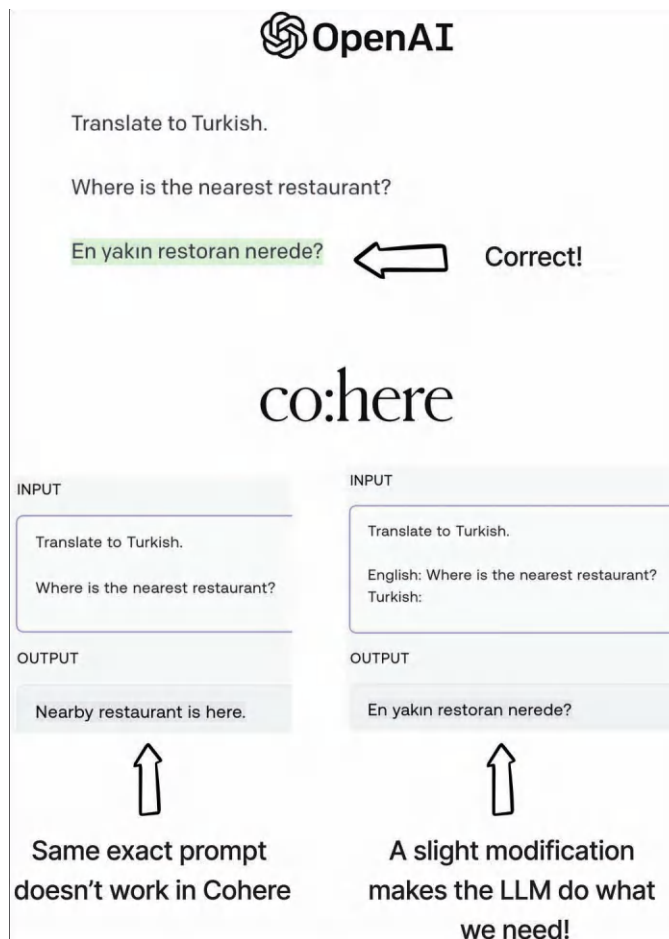 OpenAI
Translate to Turkish.
Where is the nearest restaurant?
En yakın restoran nerede?
Correct!
co:here
INPUT
Translate to Turkish.
Where is the nearest restaurant?
OUTPUT
Nearby restaurant is here.
Same exact prompt
doesn’t work in Cohere
INPUT
Translate to Turkish.
English: Where is the nearest restaurant?
Turkish:
OUTPUT
En yakın restoran nerede?
A slight modification
makes the LLM do what
we need!